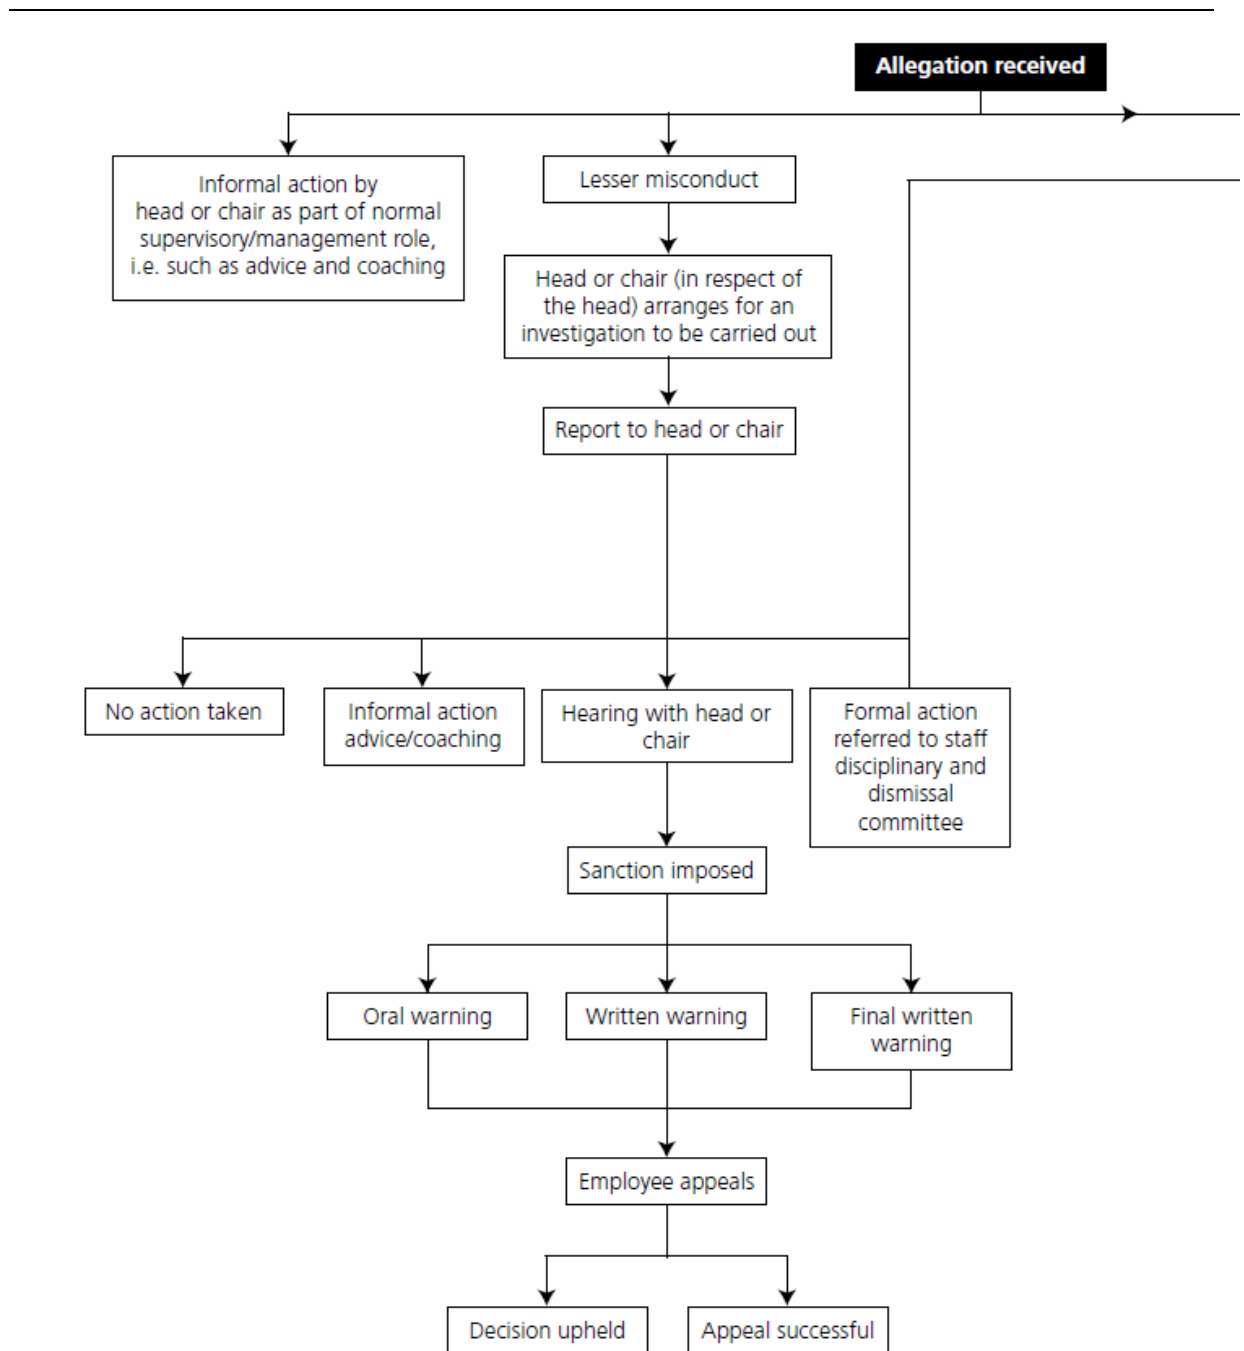 Allegation received
Informal action by
head or chair as part of normal
supervisory/management role,
i.e. such as advice and coaching
Lesser misconduct
Head or chair (in respect of
the head) arranges for an
investigation to be carried out
Report to head or chair
No action taken
Informal action
advice/coaching
Hearing with head or
chair
Formal action
referred to staff
disciplinary and
dismissal
committee
Sanction imposed
Oral warning
Written warning
Final written
warning
Employee appeals
Decision upheld
Appeal successful